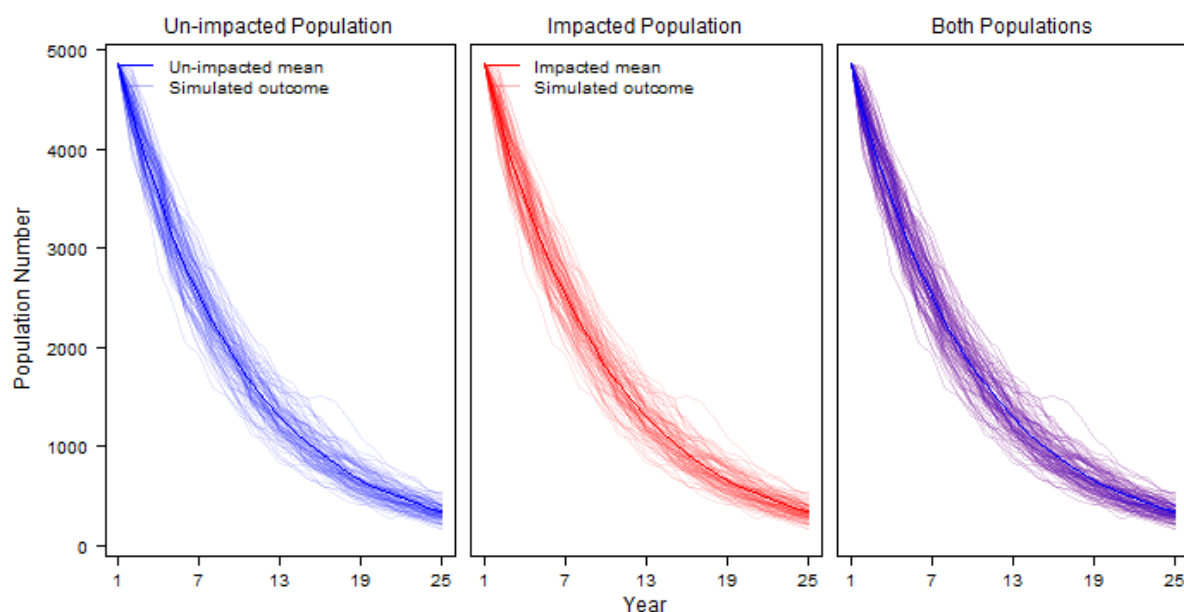 Un-impacted Population
Impacted Population
Both Populations
Population Number
5000
4000
3000
2000
1000
0
Un-impacted mean
Simulated outcome
Impacted mean
Simulated outcome
1 7 13 19 25
1 7 13 19 25
1 7 13 19 25
Year